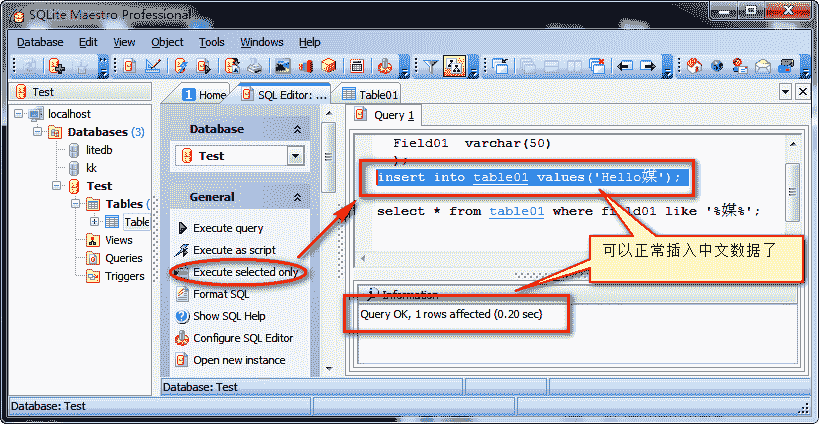 SQLite Maestro Professional
Database Edit View Object Tools Windows Help
Test
1 Home
SQL Editor: ...
Table01
localhost
Databases (3)
litedb
kk
Test
Tables
Table
Views
Queries
Triggers
Database
Test
General
Execute query
Execute as script
Execute selected only
Format SQL
Show SQL Help
Configure SQL Editor
Open new instance
Query 1
Field01 varchar(50)
);
insert into table01 values('Hello媒');
select * from table01 where field01 like '%媒%';
可以正常插入中文数据了
Information
Query OK, 1 rows affected (0.20 sec)
Database: Test
Database: Test